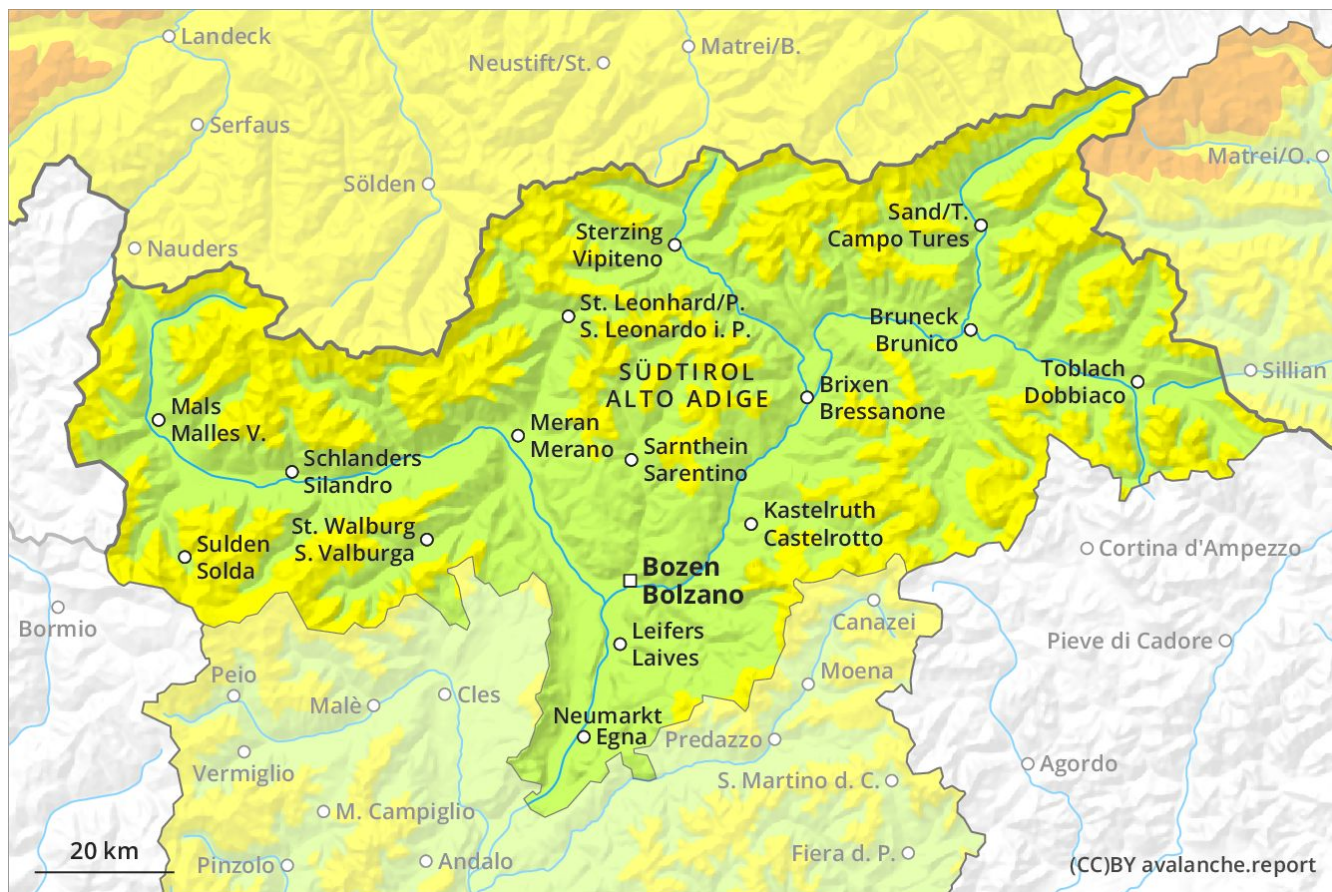 Landeck
Matrei/B.
Neustift/St.
Serfaus
Matrei/O.
Sölden
Sand/T.
Campo Tures
Sterzing
Vipiteno
Nauders
St. Leonhard/P.
S. Leonardo i. P.
Bruneck
Brunico
SÜDTIROL
ALTO ADIGE
Toblach
Dobbiaco
Sillian
Brixen
Bressanone
Mals
Malles V.
Meran
Merano
Sarnthein
Sarentino
Schlanders
Silandro
Kastelruth
Castelrotto
St. Walburg
S. Valburga
Sulden
Solda
Cortina d'Ampezzo
Bozen
Bolzano
Bormio
Canazei
Leifers
Laives
Pieve di Cadore
Peio
Moena
Malè
Cles
Neumarkt
Egna
Predazzo
Vermiglio
Agordo
S. Martino d. C.
M. Campiglio
20 km
Andalo
Fiera d. P.
Pinzolo
(CC)BY avalanche.report